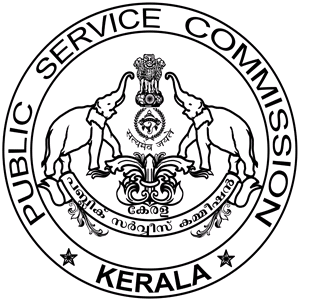 PUBLIC SERVICE COMMISSION
सत्यमेव जयते
കേരള
പബ്ലിക് സർവ്വീസ് കമ്മിഷൻ
KERALA